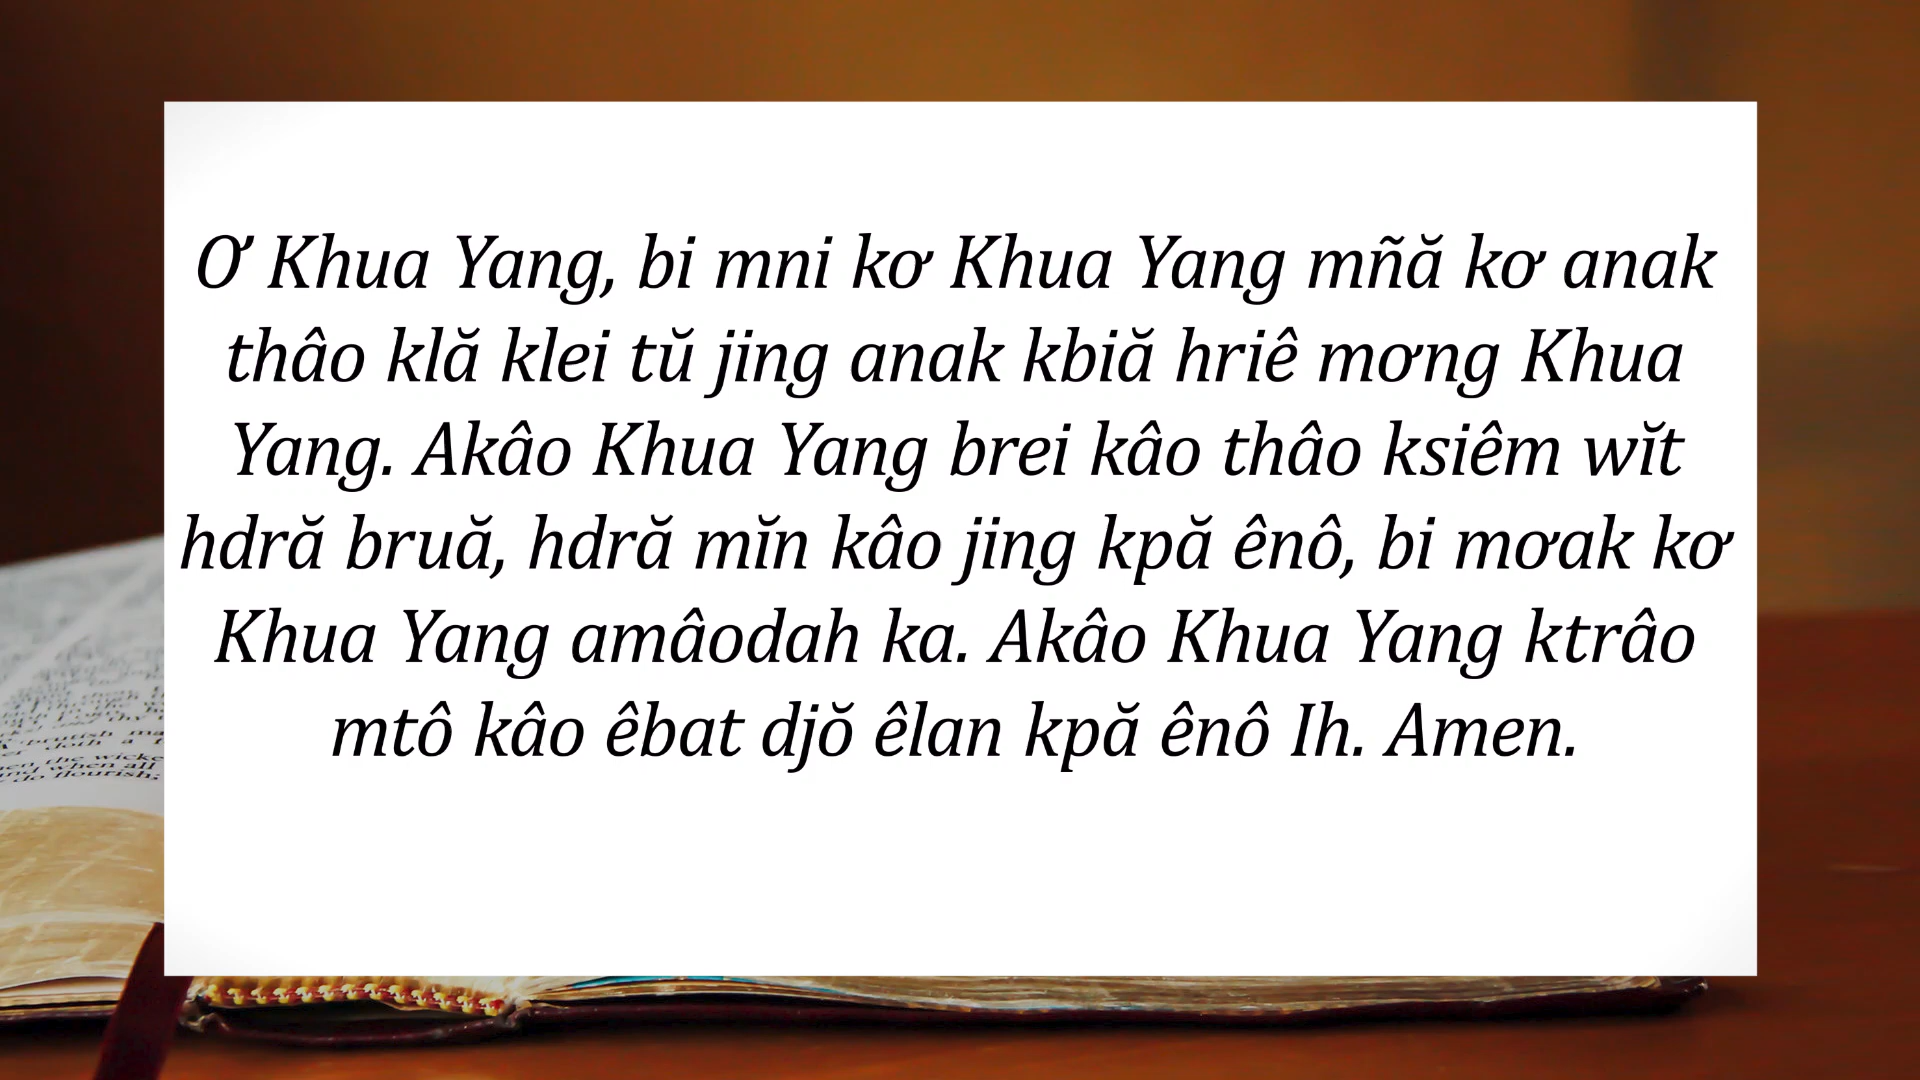 Ơ Khua Yang, bi mni kơ Khua Yang mñă kơ anak
thâo klă klei tŭ jing anak kbiă hriê mơng Khua
Yang. Akâo Khua Yang brei kâo thâo ksiêm wĭt
hdră bruă, hdră mĭn kâo jing kpă ênô, bi mơak kơ
Khua Yang amâodah ka. Akâo Khua Yang ktrâo
mtô kâo êbat djŏ êlan kpă ênô Ih. Amen.